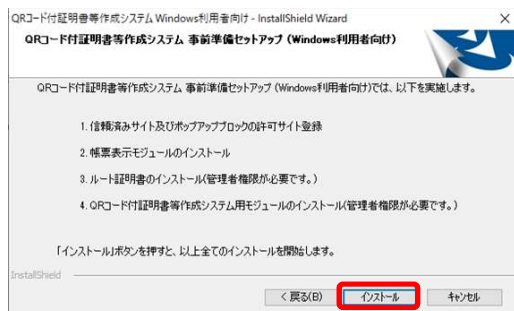 QRコード付証明書等作成システム Windows利用者向け - InstallShield Wizard
QRコード付証明書等作成システム 事前準備セットアップ (Windows利用者向け)
QRコード付証明書等作成システム 事前準備セットアップ (Windows利用者向け)では、以下を実施します。
1. 信頼済みサイト及びポップアップブロックの許可サイト登録
2. 帳票表示モジュールのインストール
3. ルート証明書のインストール(管理者権限が必要です。)
4. QRコード付証明書等作成システム用モジュールのインストール(管理者権限が必要です。)
「インストール」ボタンを押すと、以上全てのインストールを開始します。
InstallShield
< 戻る(B) インストール キャンセル